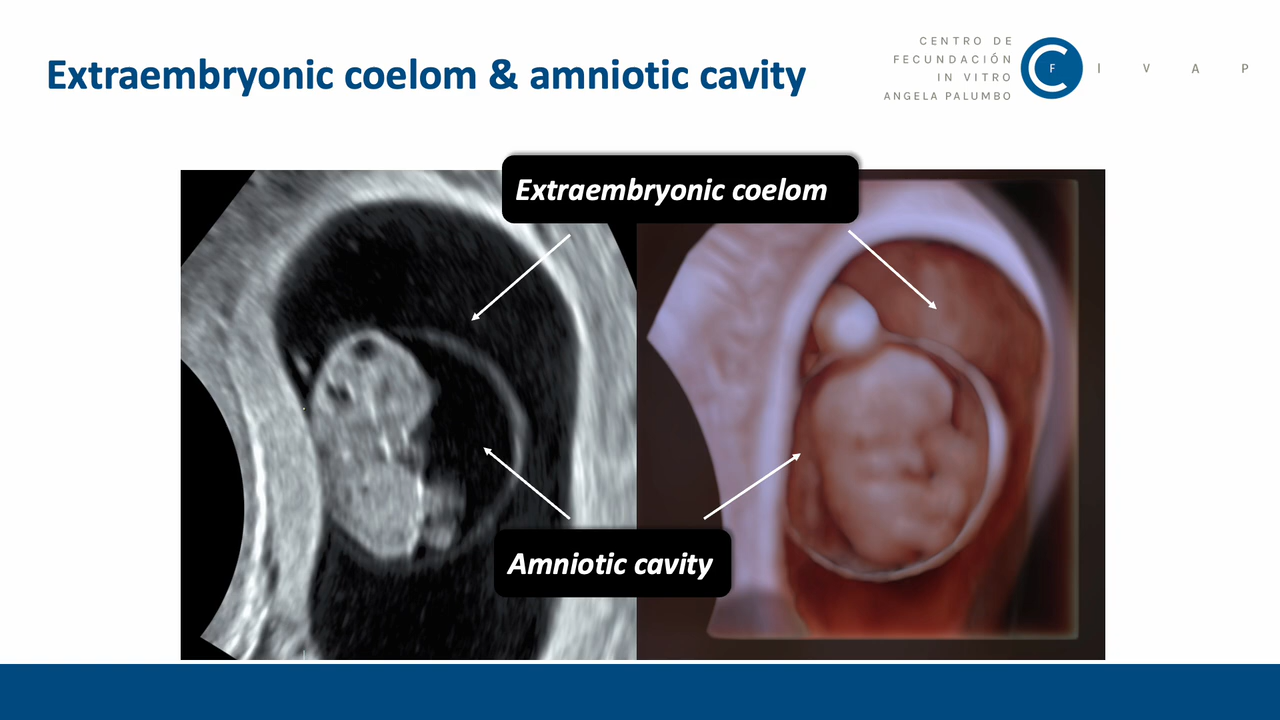 Extraembryonic coelom & amniotic cavity
CENTRO DE
FECUNDACIÓN
IN VITRO
ANGELA PALUMBO
F I V A P
Extraembryonic coelom
Amniotic cavity